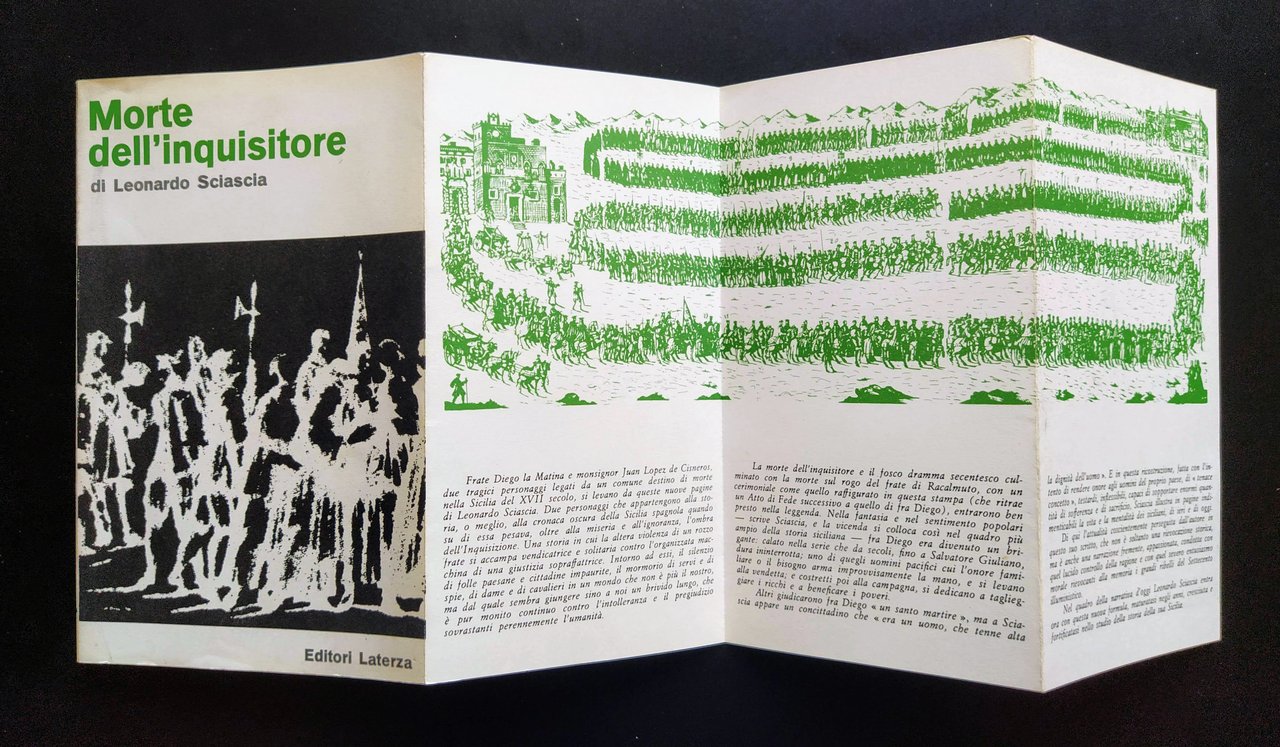 Morte
dell'inquisitore
di Leonardo Sciascia
Editori Laterza
Frate Diego la Matina e monsignor Juan Lopez de Cisneros,
due tragici personaggi legati da un comune destino di morte
nella Sicilia del XVII secolo, si levano da queste nuove pagine
di Leonardo Sciascia. Due personaggi che appartengono alla sto-
ria, o meglio, alla cronaca oscura della Sicilia spagnola quando
su di essa pesava, oltre alla miseria e all'ignoranza, l'ombra
dell'Inquisizione. Una storia in cui la altera violenza di un rozzo
frate si accampa vendicatrice e solitaria contro l'organizzata mac-
china di una giustizia sopraffattrice. Intorno ad essi, il silenzio
di folle paesane e cittadine impaurite, il mormorio di servi e di
spie, di dame e di cavalieri in un mondo che non è più il nostro,
ma dal quale sembra giungere sino a noi un brivido lungo, che
è pur monito continuo contro l'intolleranza e il pregiudizio
sovrastanti perennemente l'umanità.
La morte dell'inquisitore e il fosco dramma secentesco cul-
minato con la morte sul rogo del frate di Racalmuto, con un
cerimoniale come quello raffigurato in questa stampa (che ritrae
un Atto di Fede successivo a quello di fra Diego), entrarono ben
presto nella leggenda. Nella fantasia e nel sentimento popolari
— scrive Sciascia, e la vicenda si colloca così nel quadro più
ampio della storia siciliana — fra Diego era divenuto un bri-
gante: calato nella serie che da secoli, fino a Salvatore Giuliano,
dura ininterrotta; uno di quegli uomini pacifici cui l'onore fami-
liare o il bisogno arma improvvisamente la mano, e si levano
alla vendetta; e costretti poi alla campagna, si dedicano a taglieg-
giare i ricchi e a beneficare i poveri.
Altri giudicarono fra Diego « un santo martire », ma a Scia-
scia appare un concittadino che « era un uomo, che tenne alta
la dignità dell'uomo ». E in questa ricostruzione, fatta con l'in-
tento di rendere onore agli uomini del proprio paese, di « tenace
concetto », testardi, inflessibili, capaci di sopportare enormi quan-
tità di sofferenza e di sacrificio, Sciascia illustra in pagine indi-
menticabili la vita e la mentalità dei siciliani, di ieri e di oggi.
Di qui l'attualità coscientemente perseguita dall'autore in
questo suo scritto, che non è soltanto una rievocazione storica,
ma è anche una narrazione fremente, appassionata, condotta con
quel lucido controllo della ragione e con quel severo entusiasmo
morale che rievocano alla memoria i grandi ribelli del Settecento
illuministico.
Nel quadro della narrativa d'oggi Leonardo Sciascia entra
ora con questa nuova formula, maturatasi negli anni, cresciuta e
fortificatasi nello studio della storia della sua Sicilia.